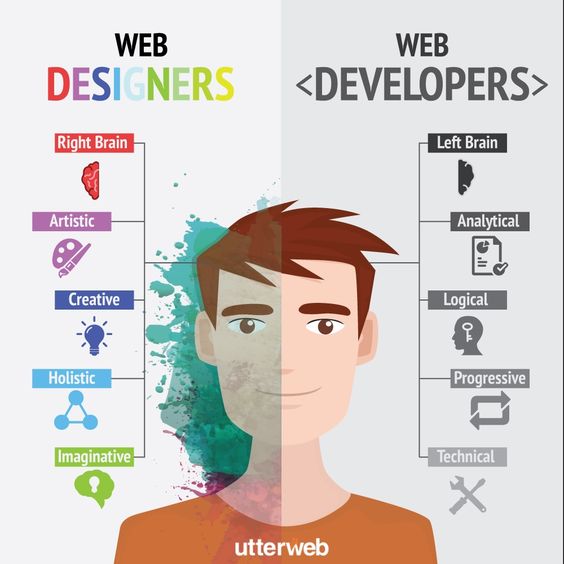 WEB
DESIGNERS
Right Brain
Artistic
Creative
Holistic
Imaginative
WEB
<DEVELOPERS>
Left Brain
Analytical
Logical
Progressive
Technical
utterweb